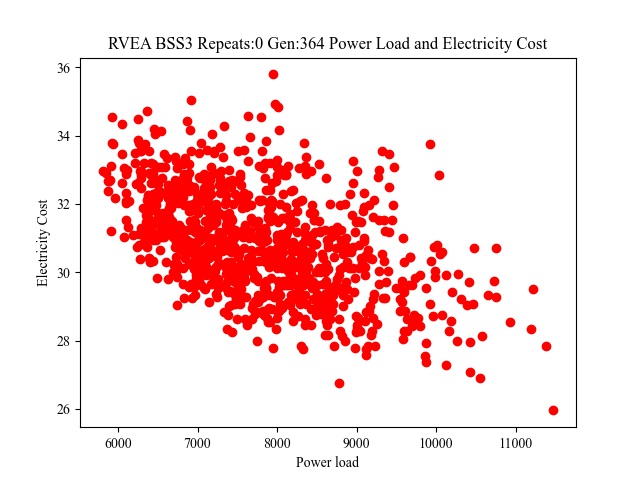 RVEA BSS3 Repeats:0 Gen:364 Power Load and Electricity Cost
36
34
32
30
28
26
Electricity Cost
6000 7000 8000 9000 10000 11000
Power load